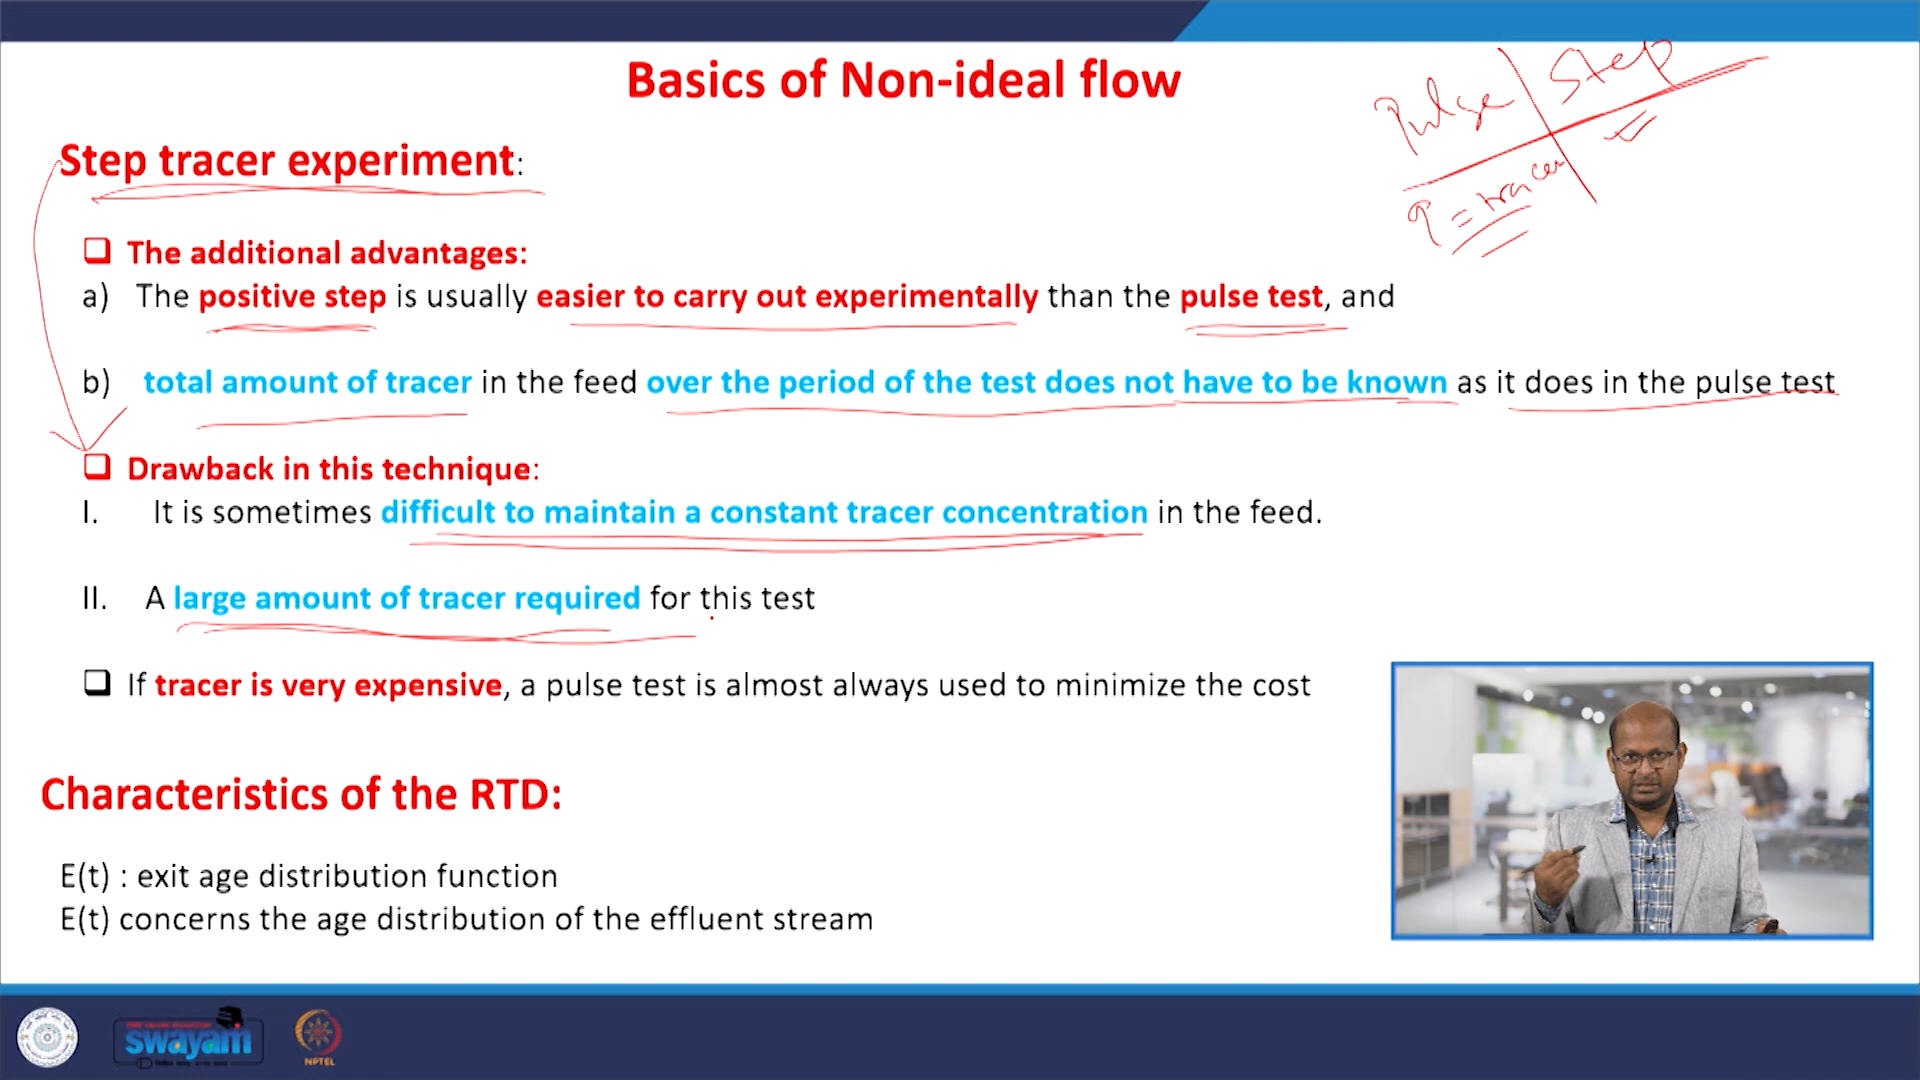 Basics of Non-ideal flow
Pulse Step
= tracer
Step tracer experiment:
❑ The additional advantages:
a) The positive step is usually easier to carry out experimentally than the pulse test, and
b) total amount of tracer in the feed over the period of the test does not have to be known as it does in the pulse test
❑ Drawback in this technique:
I. It is sometimes difficult to maintain a constant tracer concentration in the feed.
II. A large amount of tracer required for this test
❑ If tracer is very expensive, a pulse test is almost always used to minimize the cost
Characteristics of the RTD:
E(t) : exit age distribution function
E(t) concerns the age distribution of the effluent stream
swayam
NPTEL